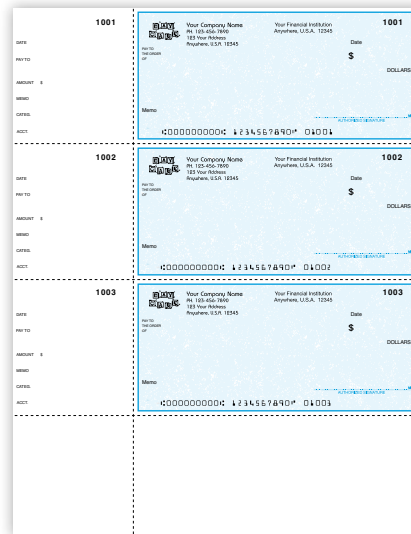 1001
DATE
PAY TO
AMOUNT $
MEMO
CATEG.
ACCT.
Your Company Name
PH. 123-456-7890
123 Your Address
Anywhere, U.S.A. 12345
Your Financial Institution
Anywhere, U.S.A. 12345
1001
Date
PAY TO
THE ORDER
OF
$
DOLLARS
Memo
AUTHORIZED SIGNATURE
⑆000000000⑆ 1234567890⑈ 01001
1002
DATE
PAY TO
AMOUNT $
MEMO
CATEG.
ACCT.
Your Company Name
PH. 123-456-7890
123 Your Address
Anywhere, U.S.A. 12345
Your Financial Institution
Anywhere, U.S.A. 12345
1002
Date
PAY TO
THE ORDER
OF
$
DOLLARS
Memo
AUTHORIZED SIGNATURE
⑆000000000⑆ 1234567890⑈ 01002
1003
DATE
PAY TO
AMOUNT $
MEMO
CATEG.
ACCT.
Your Company Name
PH. 123-456-7890
123 Your Address
Anywhere, U.S.A. 12345
Your Financial Institution
Anywhere, U.S.A. 12345
1003
Date
PAY TO
THE ORDER
OF
$
DOLLARS
Memo
AUTHORIZED SIGNATURE
⑆000000000⑆ 1234567890⑈ 01003